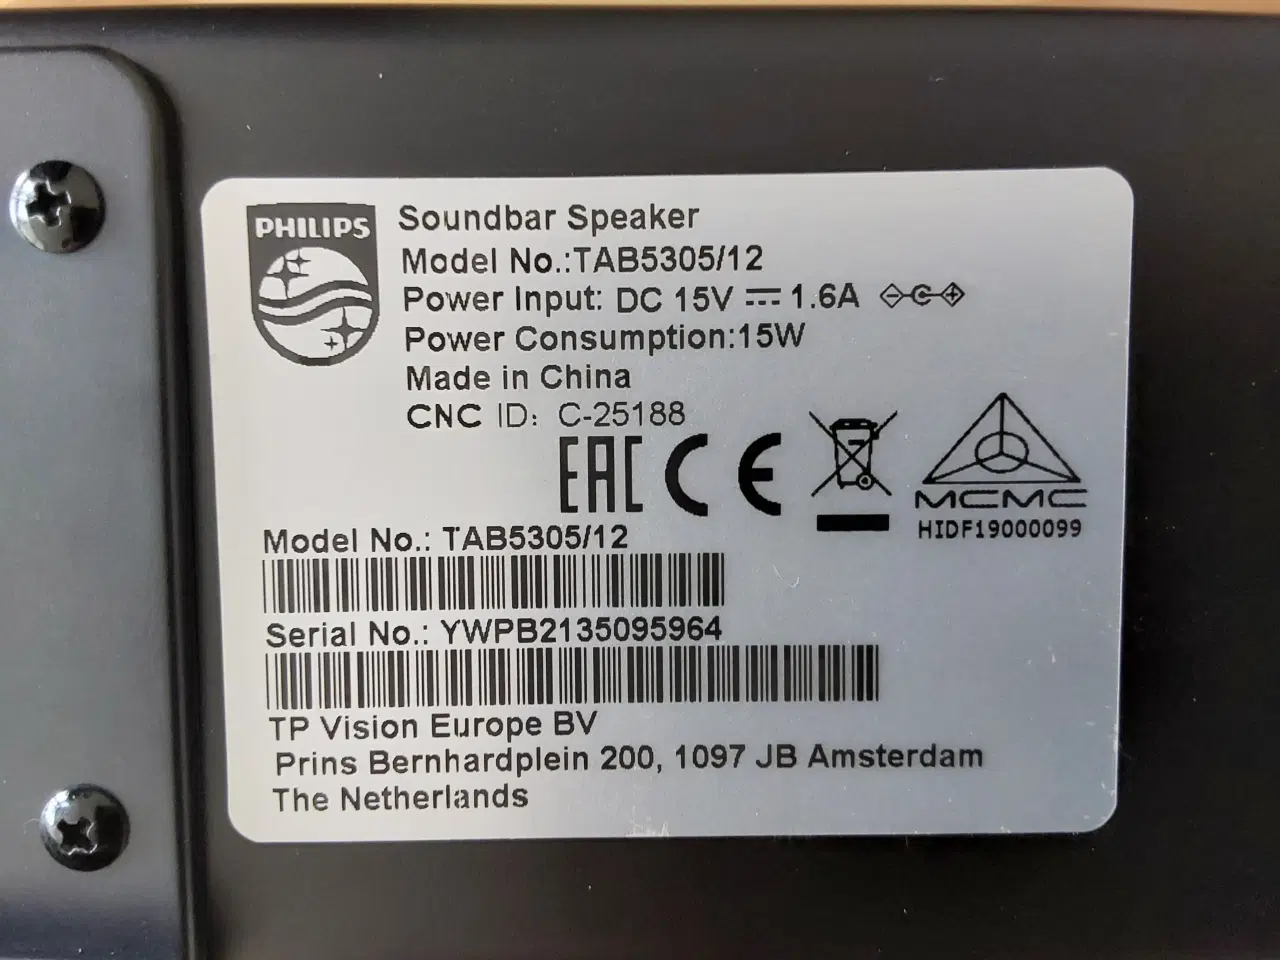 PHILIPS
Soundbar Speaker
Model No.:TAB5305/12
Power Input: DC 15V ⎓ 1.6A
Power Consumption:15W
Made in China
CNC ID: C-25188
EAC CE
MCMC
HIDF19000099
Model No.: TAB5305/12
Serial No.: YWPB2135095964
TP Vision Europe BV
Prins Bernhardplein 200, 1097 JB Amsterdam
The Netherlands